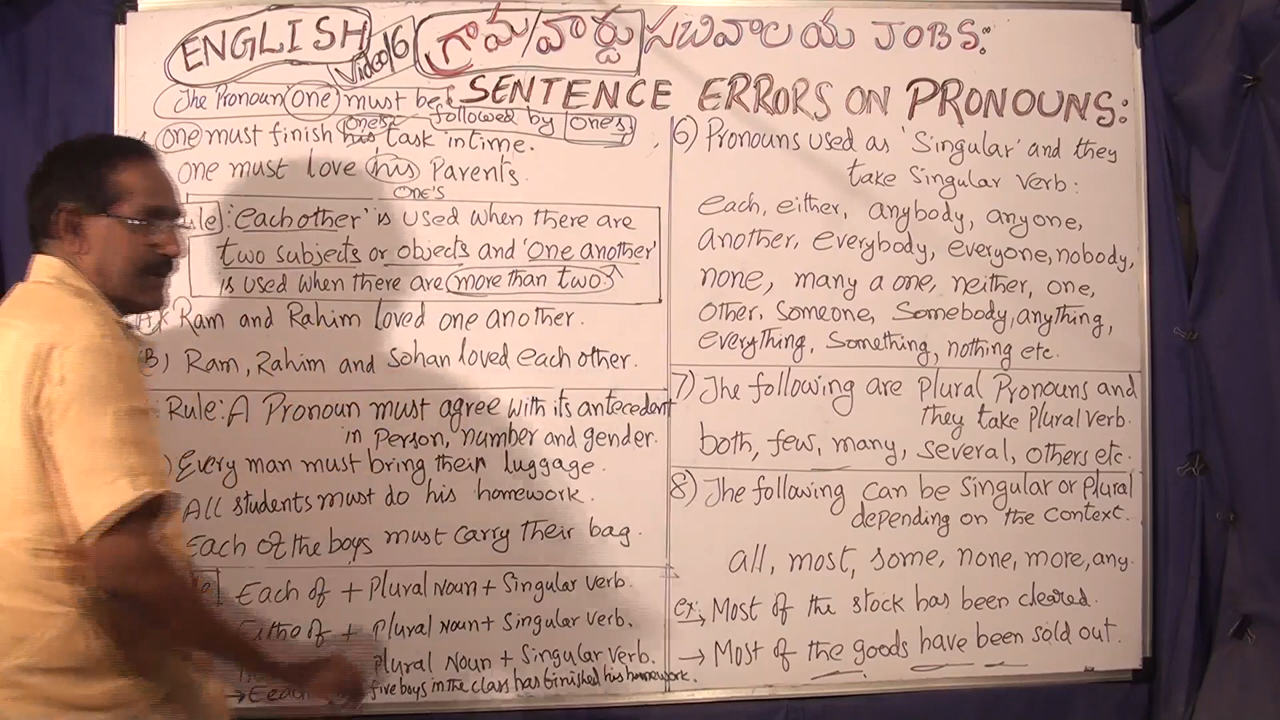 ENGLISH Video 16 గ్రామ/వార్డు సచివాలయ JOBS:
SENTENCE ERRORS ON PRONOUNS:
The Pronoun one must be
followed by one's
one must finish his task in time.
one's
one must love his Parents.
one's
'each other' is used when there are
two subjects or objects and 'One another'
is used when there are more than two.
A) Ram and Rahim loved one another.
B) Ram, Rahim and Sohan loved each other.
Rule: A Pronoun must agree with its antecedent
in person, number and gender.
Every man must bring their luggage.
All students must do his homework.
Each of the boys must carry their bag.
Each of + Plural Noun + Singular verb.
of + Plural Noun + Singular Verb.
plural Noun + Singular Verb.
five boys in the class has finished his homework.
6) Pronouns used as 'Singular' and they
take Singular verb:
each, either, anybody, anyone,
another, everybody, everyone, nobody,
none, many a one, neither, one,
other, someone, Somebody, anything,
everything, Something, nothing etc.
7) The following are plural Pronouns and
they take Plural verb.
both, few, many, several, others etc.
8) The following can be singular or plural
depending on the context.
all, most, some, none, more, any.
ex: → Most of the stock has been cleared.
→ Most of the goods have been sold out.